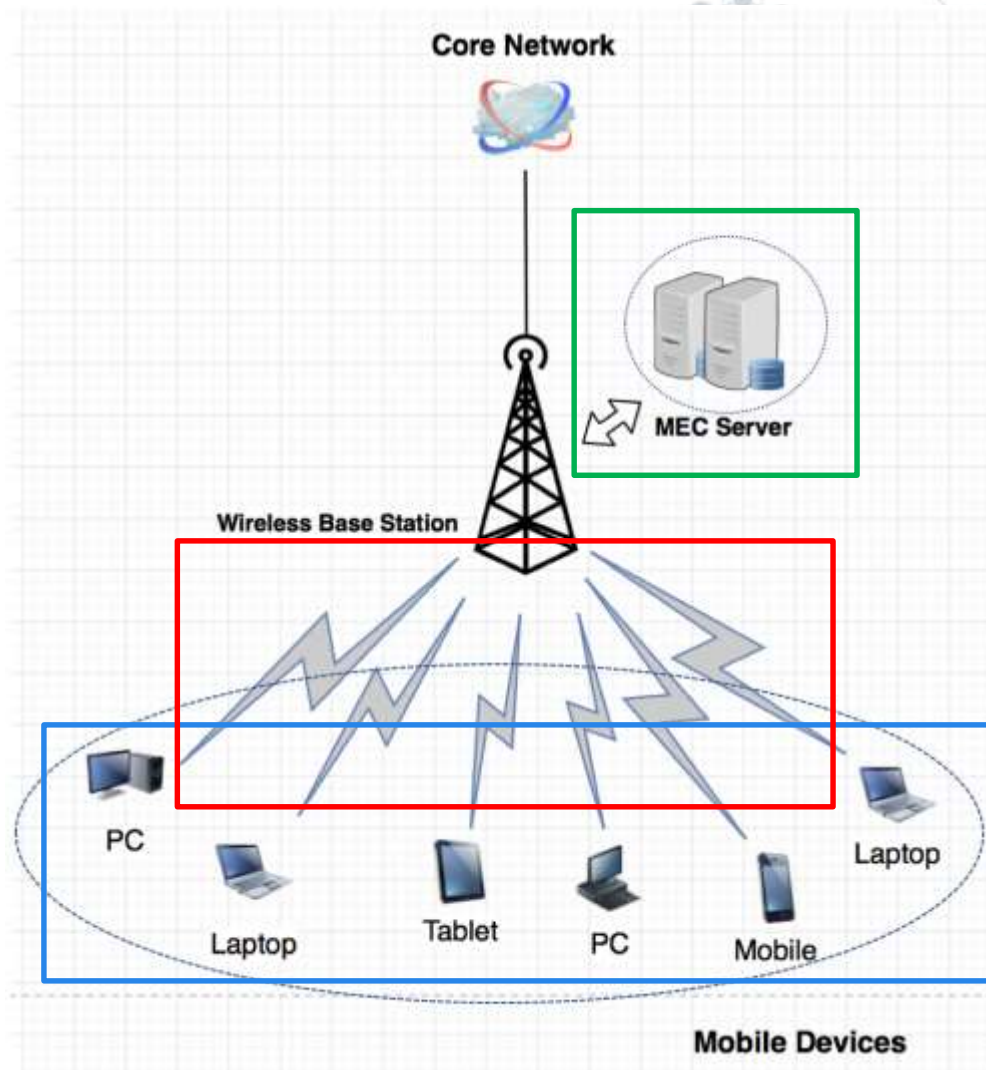 Core Network
MEC Server
Wireless Base Station
PC
Laptop
Laptop
Tablet
PC
Mobile
Mobile Devices